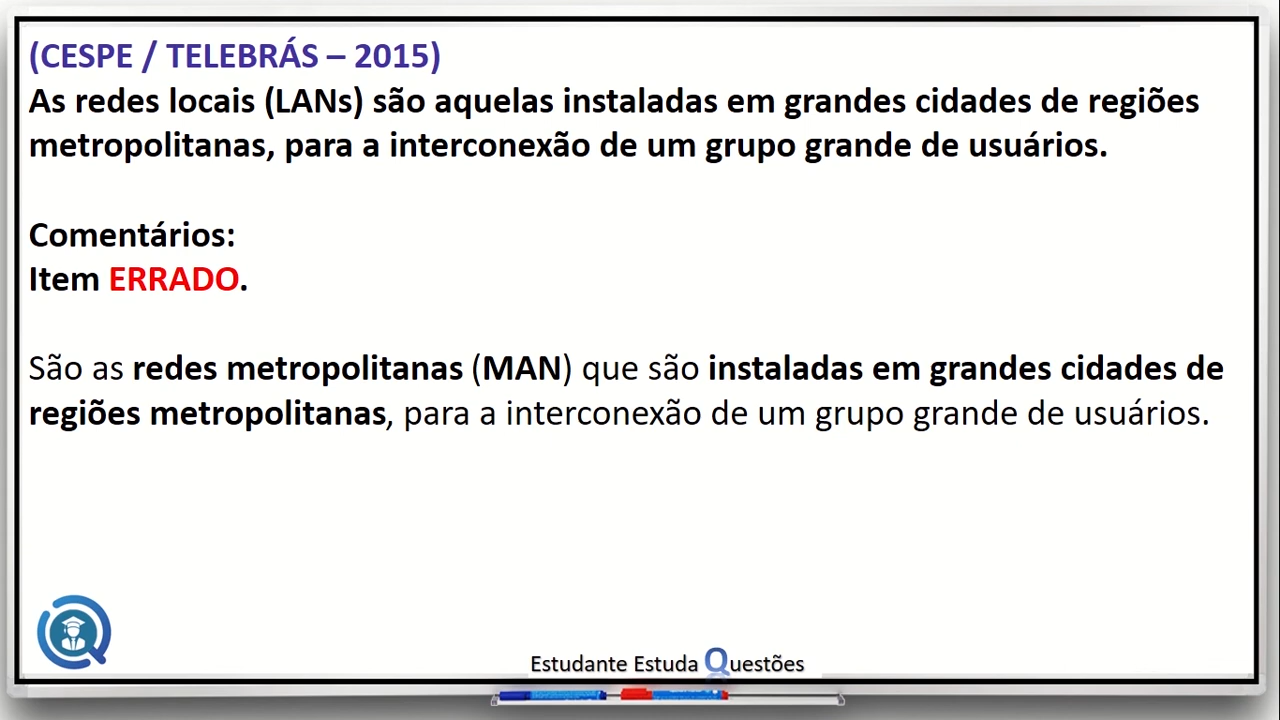 (CESPE / TELEBRÁS – 2015)
As redes locais (LANs) são aquelas instaladas em grandes cidades de regiões
metropolitanas, para a interconexão de um grupo grande de usuários.
Comentários:
Item ERRADO.
São as redes metropolitanas (MAN) que são instaladas em grandes cidades de
regiões metropolitanas, para a interconexão de um grupo grande de usuários.
Estudante Estuda Questões